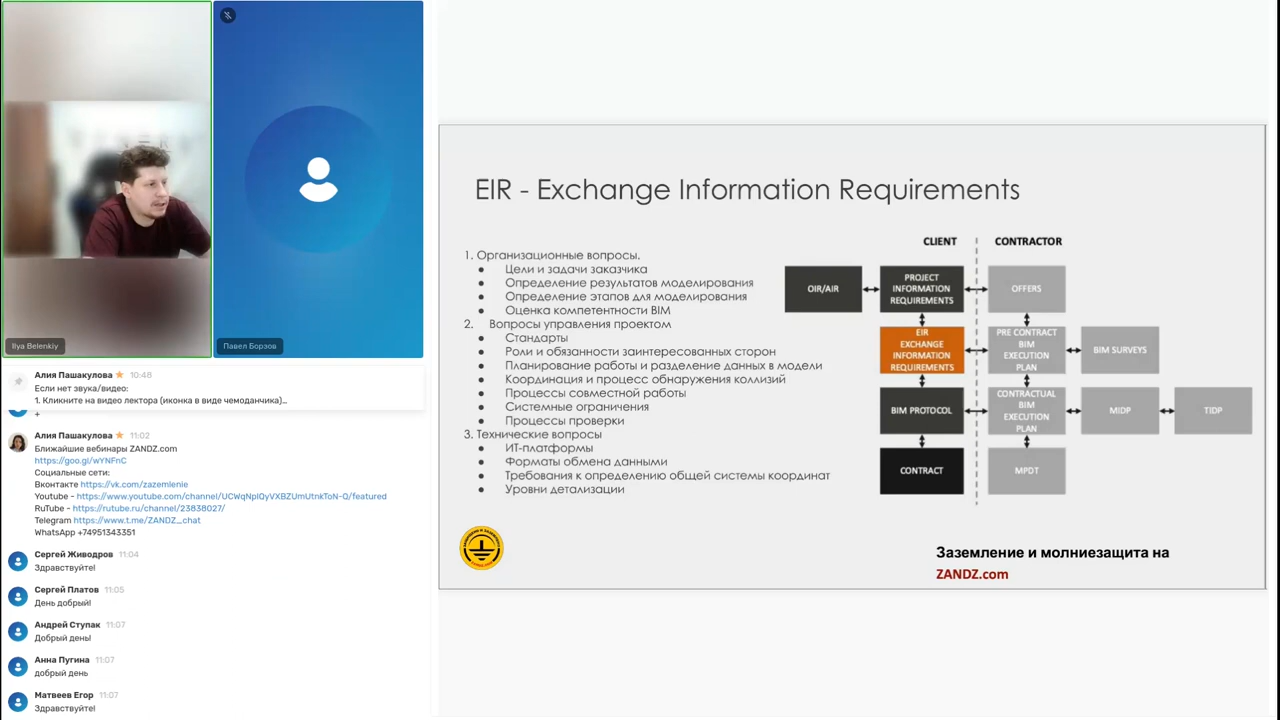 Ilya Belenkiy
Павел Борзов
Алия Пашакулова 10:48
Если нет звука/видео:
1. Кликните на видео лектора (иконка в виде чемоданчика)...
+
Алия Пашакулова 11:02
Ближайшие вебинары ZANDZ.com
https://goo.gl/wYNFnC
Социальные сети:
Вконтакте https://vk.com/zazemlenie
Youtube - https://www.youtube.com/channel/UCWqNplQyVXBZUmUtnkToN-Q/featured
RuTube - https://rutube.ru/channel/23838027/
Telegram https://www.t.me/ZANDZ_chat
WhatsApp +74951343351
Сергей Живодров 11:04
Здравствуйте!
Сергей Платов 11:05
День добрый!
Андрей Ступак 11:07
Добрый день!
Анна Пугина 11:07
добрый день
Матвеев Егор 11:07
Здравствуйте!
EIR - Exchange Information Requirements
1. Организационные вопросы.
● Цели и задачи заказчика
● Определение результатов моделирования
● Определение этапов для моделирования
● Оценка компетентности BIM
2. Вопросы управления проектом
● Стандарты
● Роли и обязанности заинтересованных сторон
● Планирование работы и разделение данных в модели
● Координация и процесс обнаружения коллизий
● Процессы совместной работы
● Системные ограничения
● Процессы проверки
3. Технические вопросы
● ИТ-платформы
● Форматы обмена данными
● Требования к определению общей системы координат
● Уровни детализации
CLIENT CONTRACTOR
OIR/AIR
PROJECT
INFORMATION
REQUIREMENTS
OFFERS
EIR
EXCHANGE
INFORMATION
REQUIREMENTS
PRE CONTRACT
BIM
EXECUTION
PLAN
BIM SURVEYS
BIM PROTOCOL
CONTRACTUAL
BIM
EXECUTION
PLAN
MIDP
TIDP
CONTRACT
MPDT
Заземление и молниезащита на
ZANDZ.com